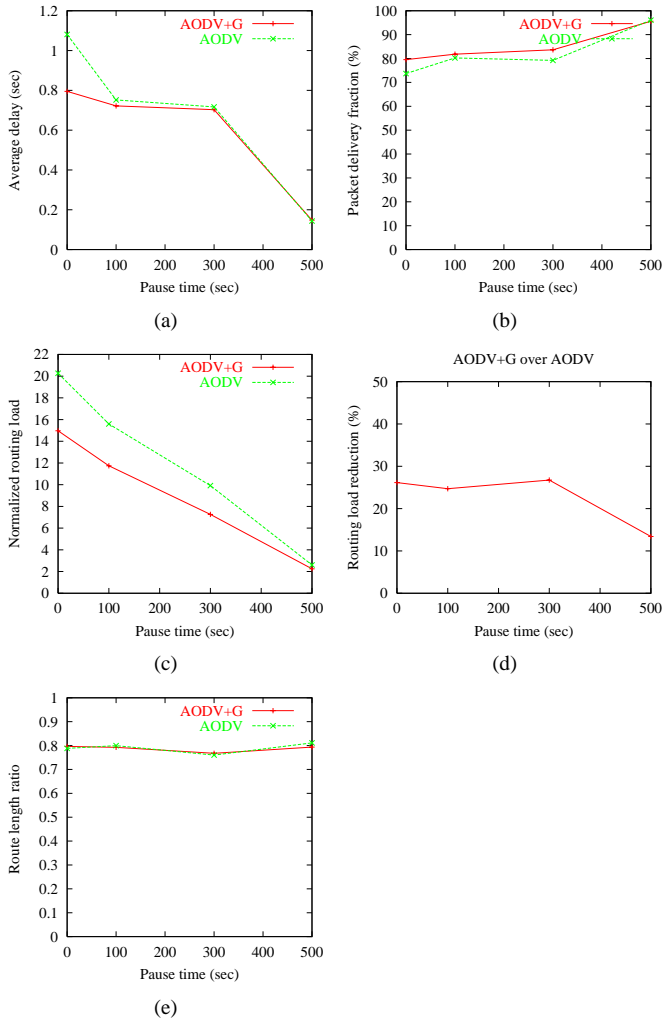 AODV+G
AODV
1.2
1
0.8
0.6
0.4
0.2
0
Average delay (sec)
0 100 200 300 400 500
Pause time (sec)
(a)
AODV+G
AODV
100
90
80
70
60
50
40
30
20
10
0
Packet delivery fraction (%)
0 100 200 300 400 500
Pause time (sec)
(b)
AODV+G
AODV
22
20
18
16
14
12
10
8
6
4
2
0
Normalized routing load
0 100 200 300 400 500
Pause time (sec)
(c)
AODV+G over AODV
50
40
30
20
10
0
Routing load reduction (%)
0 100 200 300 400 500
Pause time (sec)
(d)
AODV+G
AODV
1
0.9
0.8
0.7
0.6
0.5
0.4
0.3
0.2
0.1
0
Route length ratio
0 100 200 300 400 500
Pause time (sec)
(e)